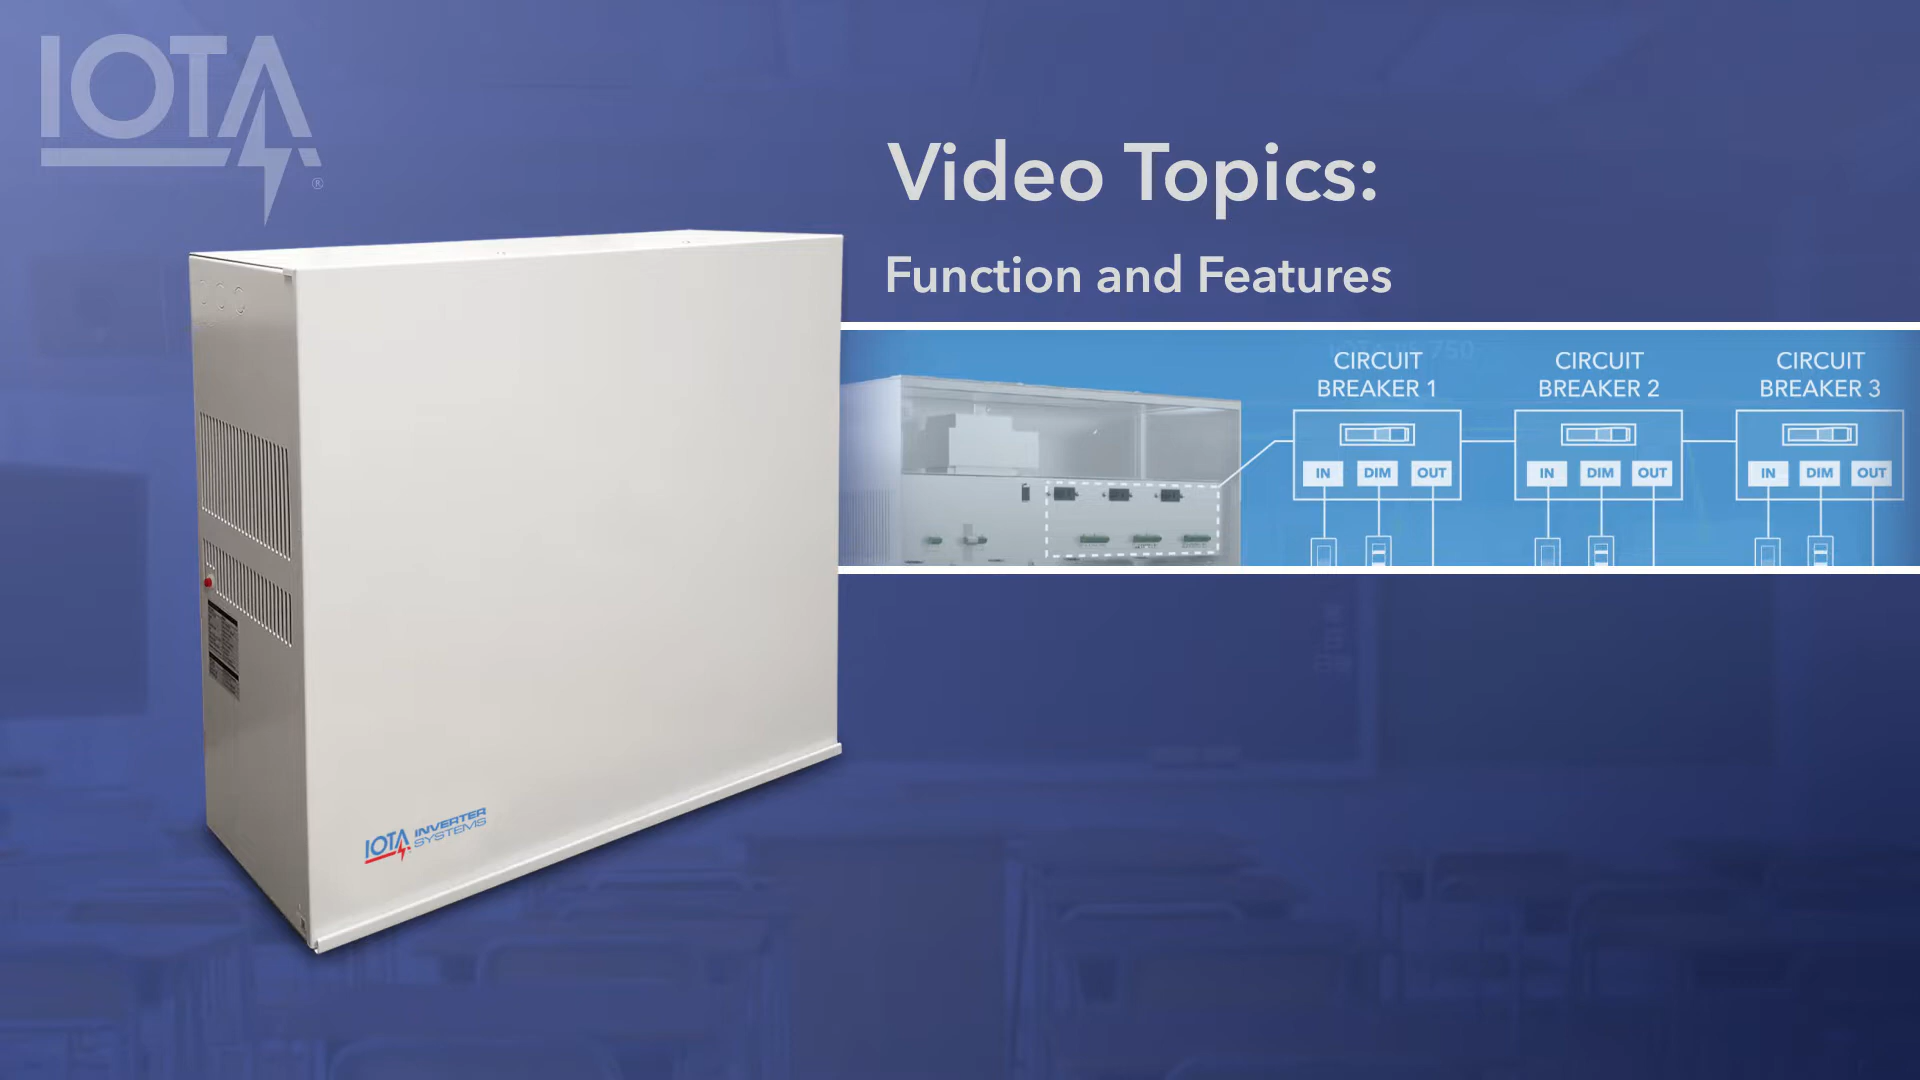 IOTA
®
Video Topics:
Function and Features
CIRCUIT
BREAKER 1
CIRCUIT
BREAKER 2
CIRCUIT
BREAKER 3
IN DIM OUT
IN DIM OUT
IN DIM OUT
IOTA INVERTER
SYSTEMS